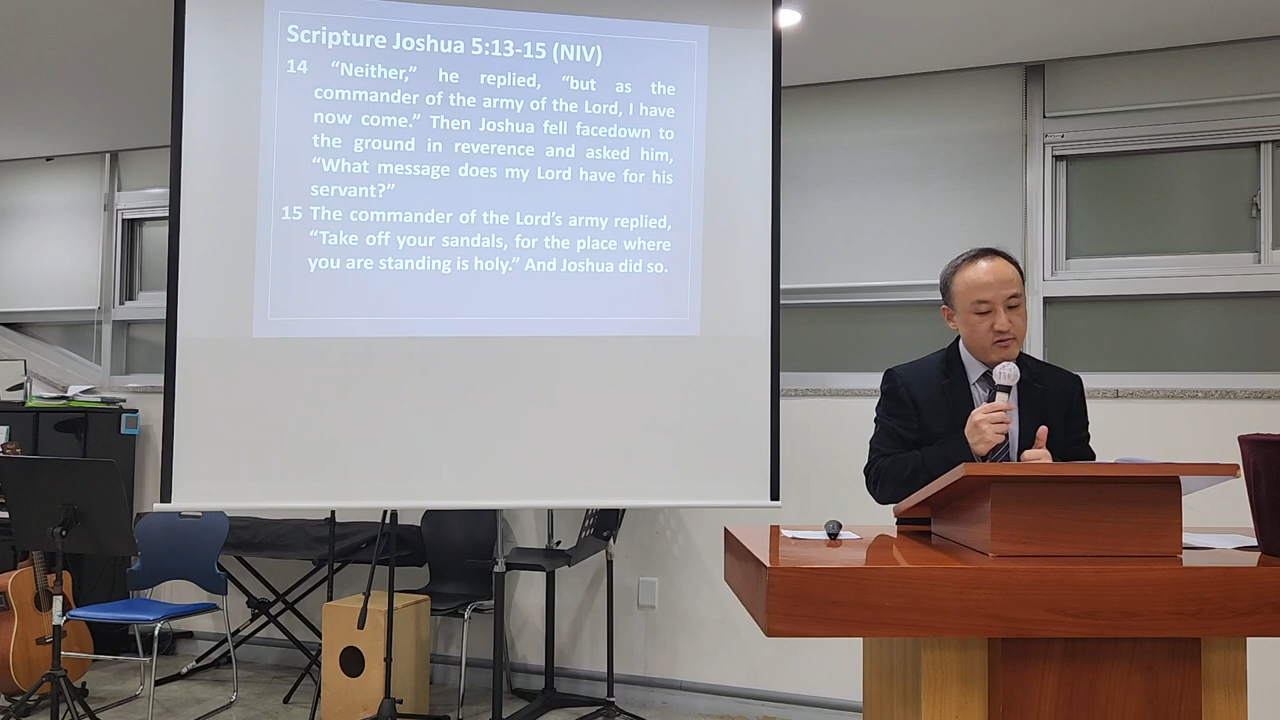 Scripture Joshua 5:13-15 (NIV)
14 “Neither,” he replied, “but as the
commander of the army of the Lord, I have
now come.” Then Joshua fell facedown to
the ground in reverence and asked him,
“What message does my Lord have for his
servant?”
15 The commander of the Lord’s army replied,
“Take off your sandals, for the place where
you are standing is holy.” And Joshua did so.